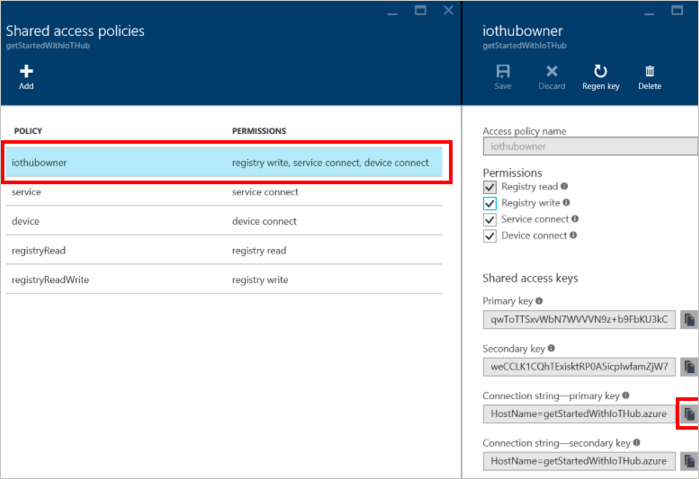 Shared access policies
getStartedWithIoTHub
Add
POLICY PERMISSIONS
iothubowner registry write, service connect, device connect
service service connect
device device connect
registryRead registry read
registryReadWrite registry write
iothubowner
getStartedWithIoTHub
Save Discard Regen key Delete
Access policy name
iothubowner
Permissions
Registry read
Registry write
Service connect
Device connect
Shared access keys
Primary key
qwToTTSxvWbN7WVVVN9z+b9FbKU3kC
Secondary key
weCCLK1CQhTExisktRP0A5icpIwfamZjW7
Connection string—primary key
HostName=getStartedWithIoTHub.azure
Connection string—secondary key
HostName=getStartedWithIoTHub.azure